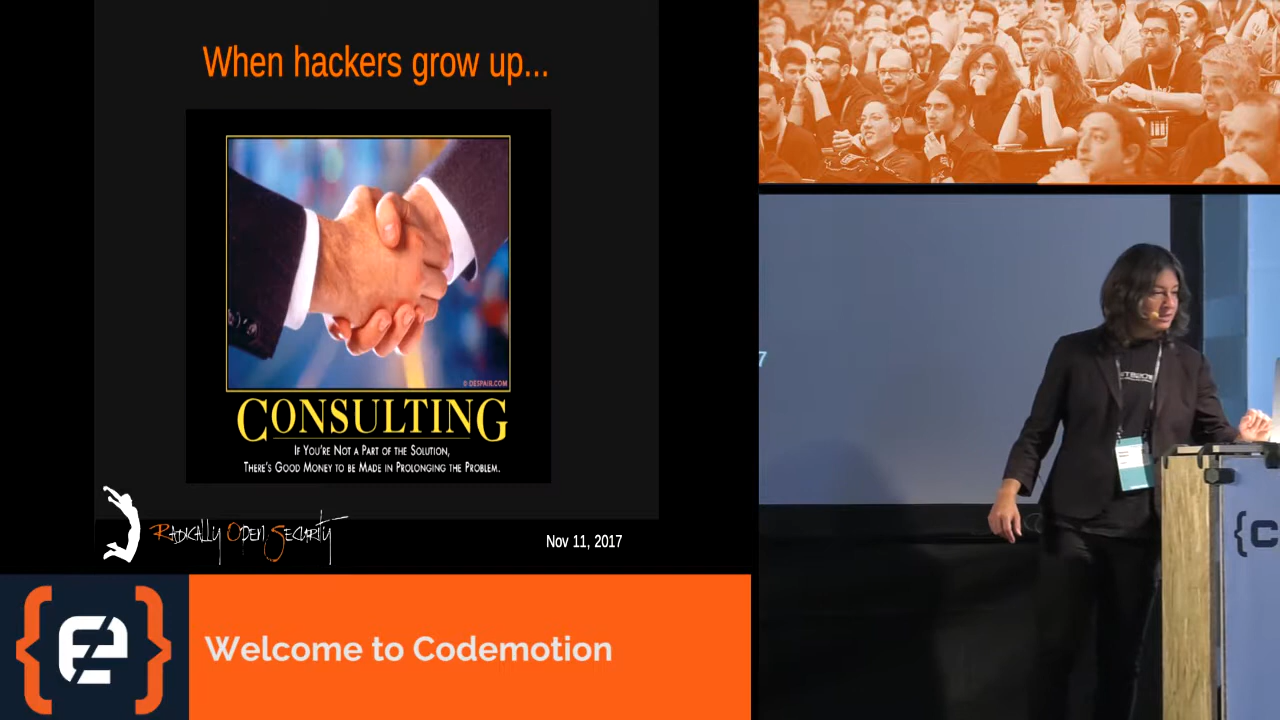 When hackers grow up...
© DESPAIR.COM
CONSULTING
IF YOU'RE NOT A PART OF THE SOLUTION,
THERE'S GOOD MONEY TO BE MADE IN PROLONGING THE PROBLEM.
RADICALLY OPEN SECURITY
Nov 11, 2017
Welcome to Codemotion
7
{C